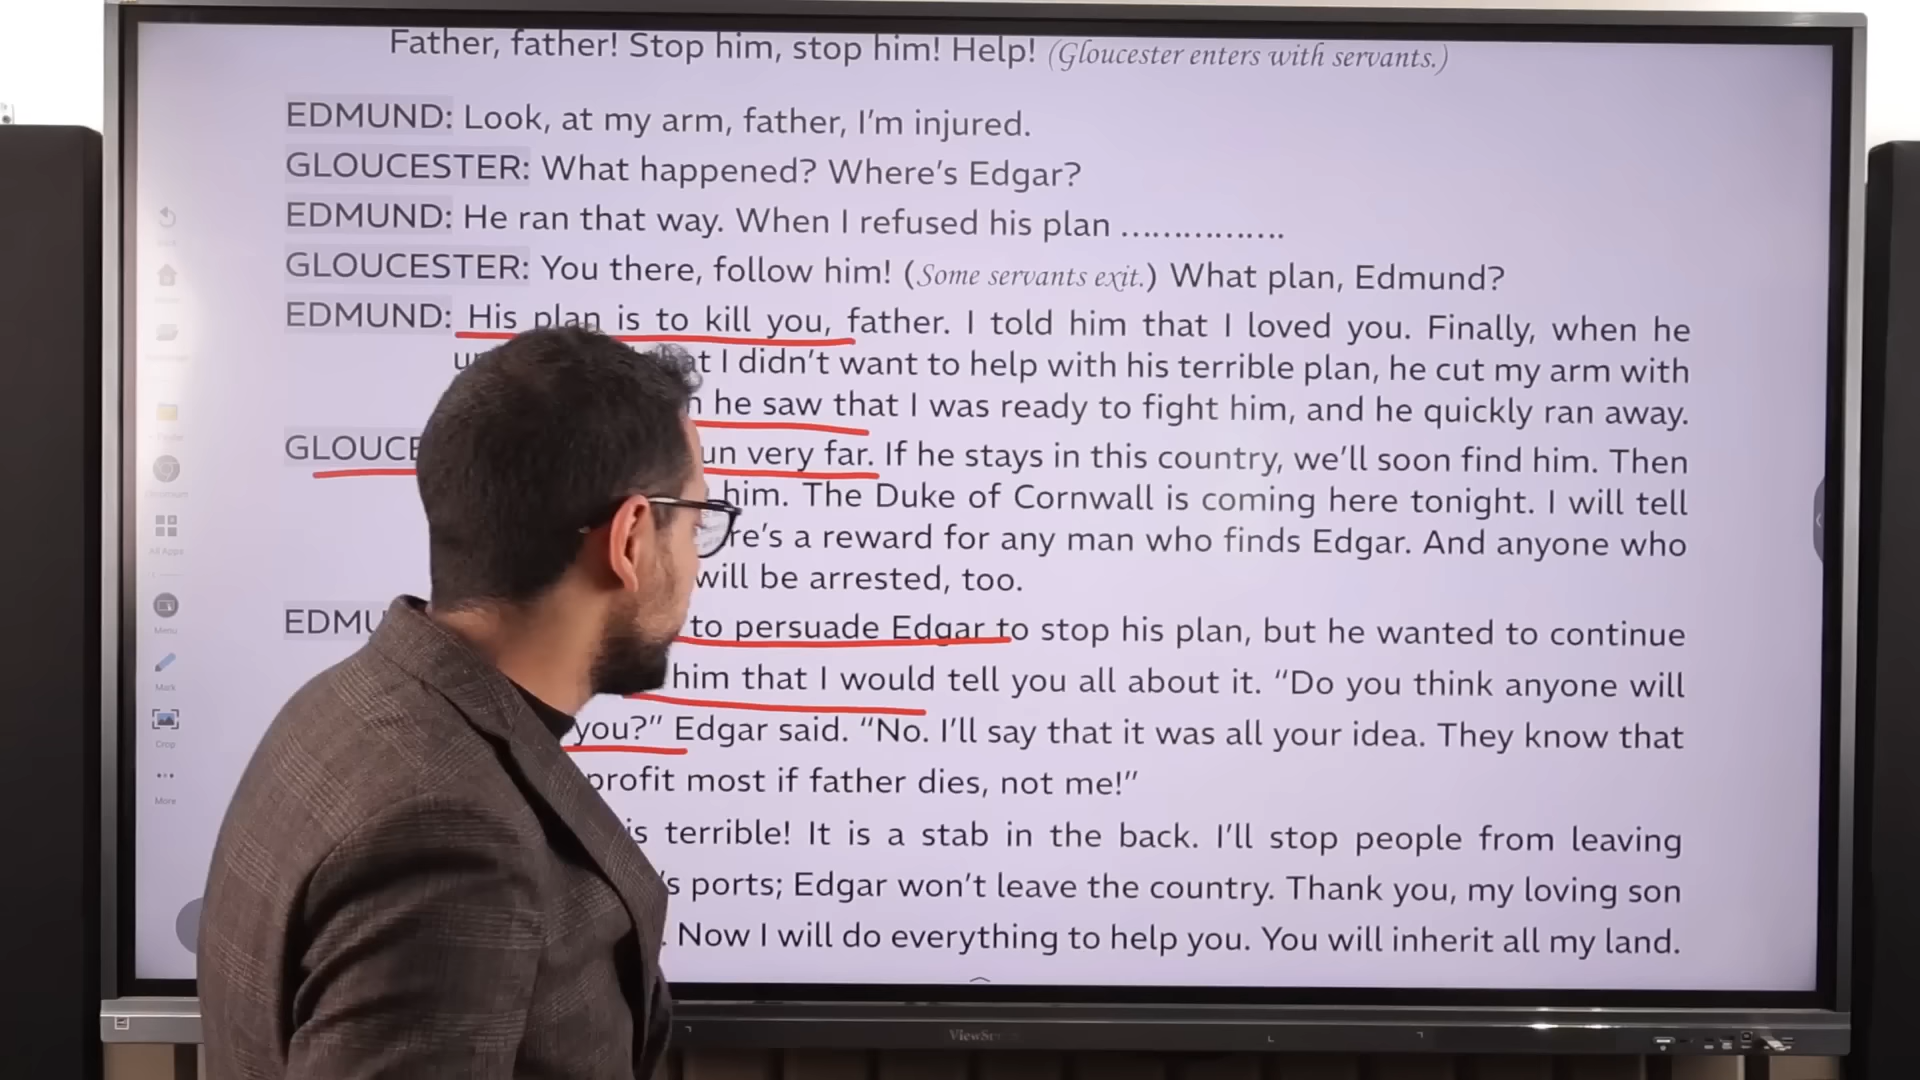 Father, father! Stop him, stop him! Help! (Gloucester enters with servants.)
EDMUND: Look, at my arm, father, I'm injured.
GLOUCESTER: What happened? Where's Edgar?
EDMUND: He ran that way. When I refused his plan ................
GLOUCESTER: You there, follow him! (Some servants exit.) What plan, Edmund?
EDMUND: His plan is to kill you, father. I told him that I loved you. Finally, when he
at I didn't want to help with his terrible plan, he cut my arm with
he saw that I was ready to fight him, and he quickly ran away.
GLOUCE un very far. If he stays in this country, we'll soon find him. Then
him. The Duke of Cornwall is coming here tonight. I will tell
re's a reward for any man who finds Edgar. And anyone who
will be arrested, too.
EDMU to persuade Edgar to stop his plan, but he wanted to continue
him that I would tell you all about it. “Do you think anyone will
you?” Edgar said. “No. I'll say that it was all your idea. They know that
profit most if father dies, not me!”
is terrible! It is a stab in the back. I'll stop people from leaving
's ports; Edgar won't leave the country. Thank you, my loving son
. Now I will do everything to help you. You will inherit all my land.
All Apps
Menu
Mark
Crop
More